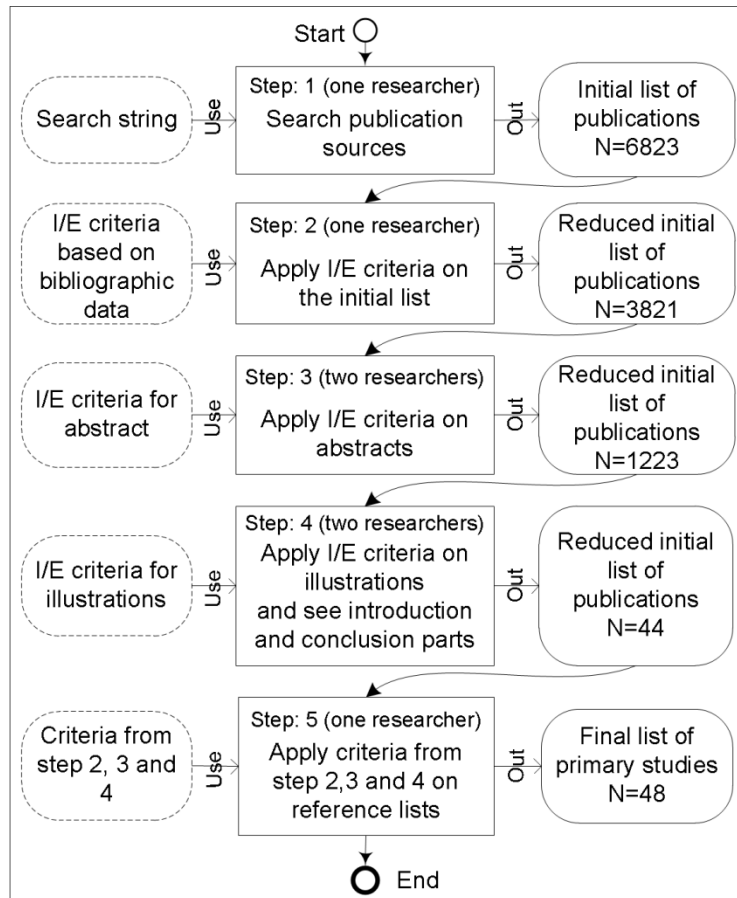 Start
Search string
Use
Step: 1 (one researcher)
Search publication
sources
Out
Initial list of
publications
N=6823
I/E criteria
based on
bibliographic
data
Use
Step: 2 (one researcher)
Apply I/E criteria on
the initial list
Out
Reduced initial
list of
publications
N=3821
I/E criteria for
abstract
Use
Step: 3 (two researchers)
Apply I/E criteria on
abstracts
Out
Reduced initial
list of
publications
N=1223
I/E criteria for
illustrations
Use
Step: 4 (two researchers)
Apply I/E criteria on
illustrations
and see introduction
and conclusion parts
Out
Reduced initial
list of
publications
N=44
Criteria from
step 2, 3 and
4
Use
Step: 5 (one researcher)
Apply criteria from
step 2,3 and 4 on
reference lists
Out
Final list of
primary studies
N=48
End